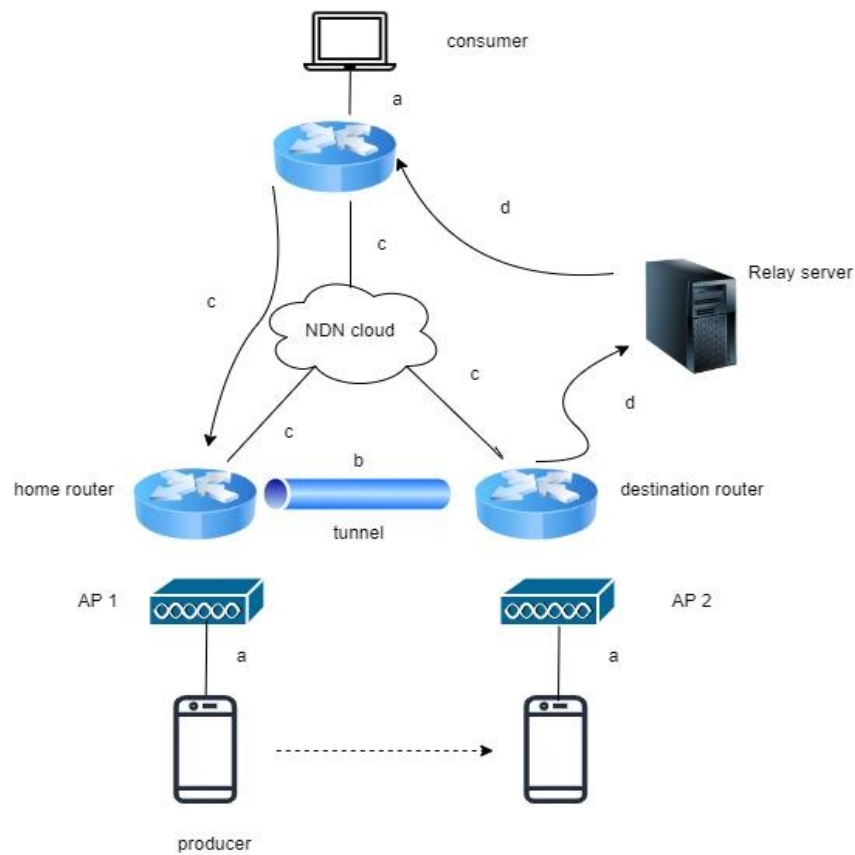 consumer
a
d
c
Relay server
c
NDN cloud
c
d
c
b
home router
destination router
tunnel
AP 1
AP 2
a
a
producer